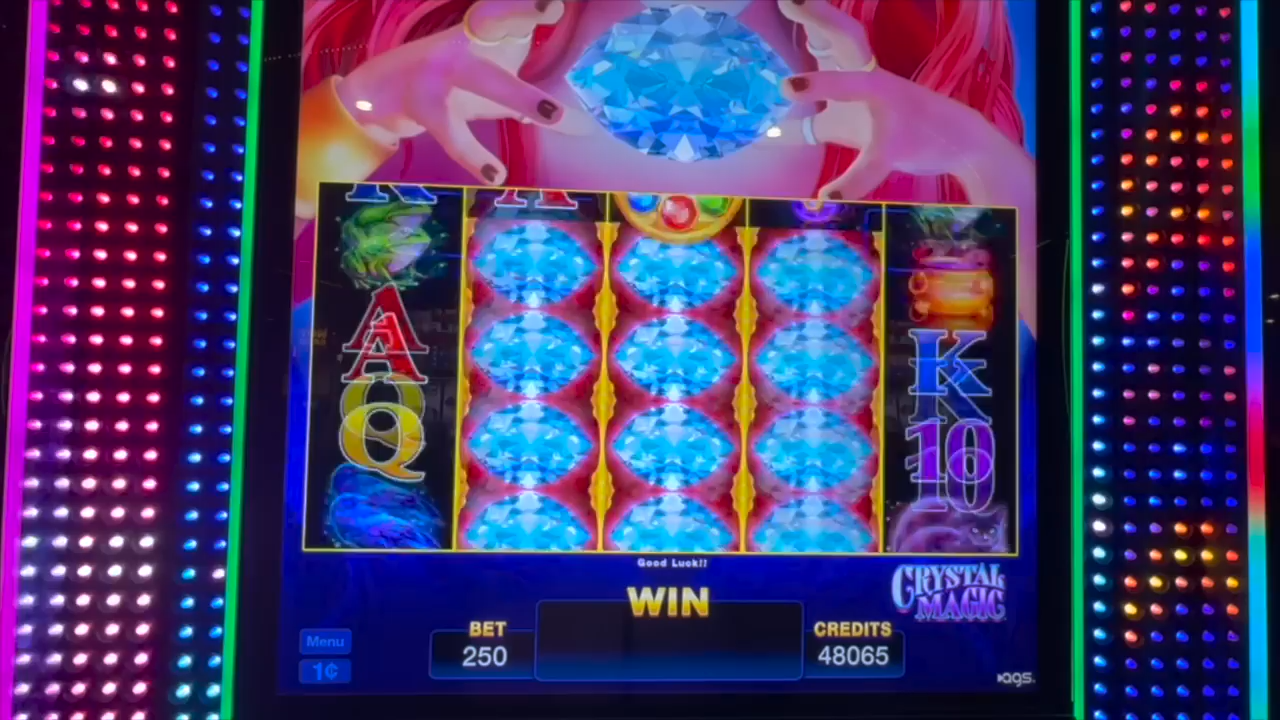 K
A
A
Q
K
10
Good Luck!!
WIN
CRYSTAL
MAGIC
BET
250
CREDITS
48065
Menu
1¢
ags.